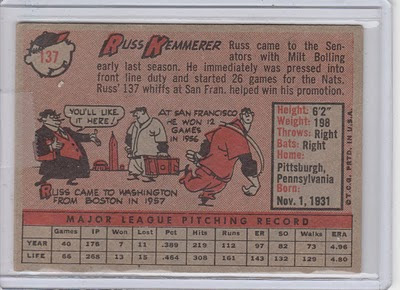 137
RUSS KEMMERER Russ came to the Sen-
ators with Milt Bolling
early last season. He immediately was pressed into
front line duty and started 26 games for the Nats.
Russ' 137 whiffs at San Fran. helped win his promotion.
YOU'LL LIKE
IT HERE!
RUSS CAME TO WASHINGTON
FROM BOSTON IN 1957
AT SAN FRANCISCO
HE WON 12
GAMES IN
1956
Height: 6'2"
Weight: 198
Throws: Right
Bats: Right
Home:
Pittsburgh,
Pennsylvania
Born:
Nov. 1, 1931
© T.C.G. PRTD. IN U.S.A.
MAJOR LEAGUE PITCHING RECORD
Games IP Won Lost Pct. Hits Runs ER SO BB ERA
YEAR 40 178 7 11 .389 219 112 97 82 73 4.96
LIFE 56 268 13 15 .464 308 161 143 132 129 4.80